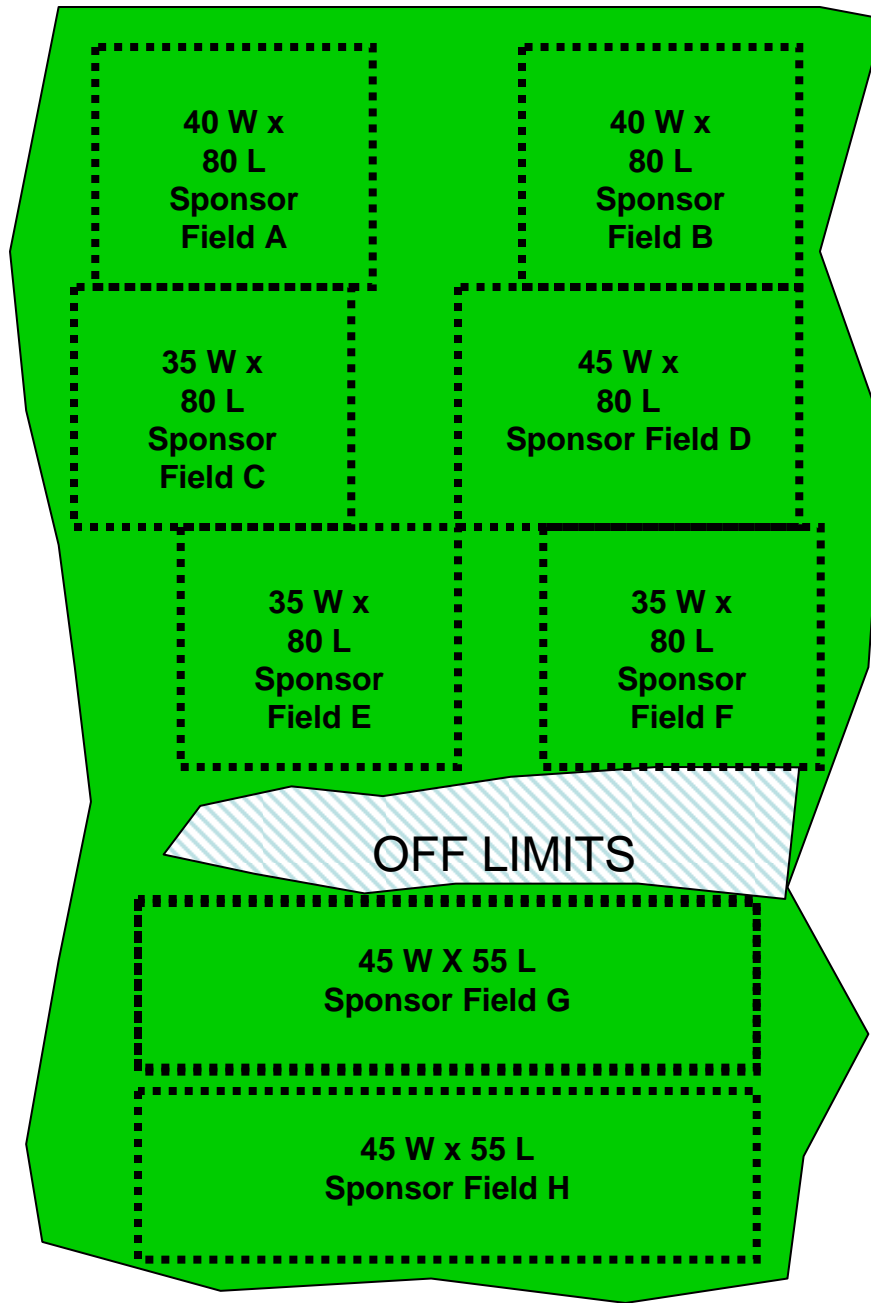 40 W x
80 L
Sponsor
Field A
40 W x
80 L
Sponsor
Field B
35 W x
80 L
Sponsor
Field C
45 W x
80 L
Sponsor Field D
35 W x
80 L
Sponsor
Field E
35 W x
80 L
Sponsor
Field F
OFF LIMITS
45 W X 55 L
Sponsor Field G
45 W x 55 L
Sponsor Field H